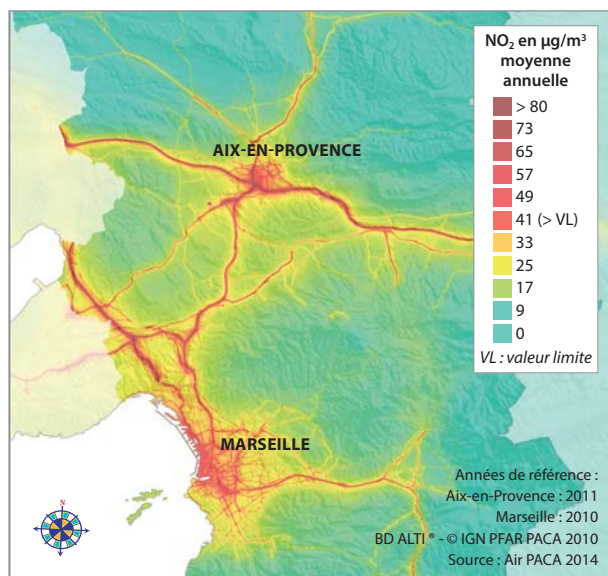 NO₂ en µg/m³
moyenne
annuelle
> 80
73
65
57
49
41 (> VL)
33
25
17
9
0
VL : valeur limite
AIX-EN-PROVENCE
MARSEILLE
N
Années de référence :
Aix-en-Provence : 2011
Marseille : 2010
BD ALTI ® - © IGN PFAR PACA 2010
Source : Air PACA 2014